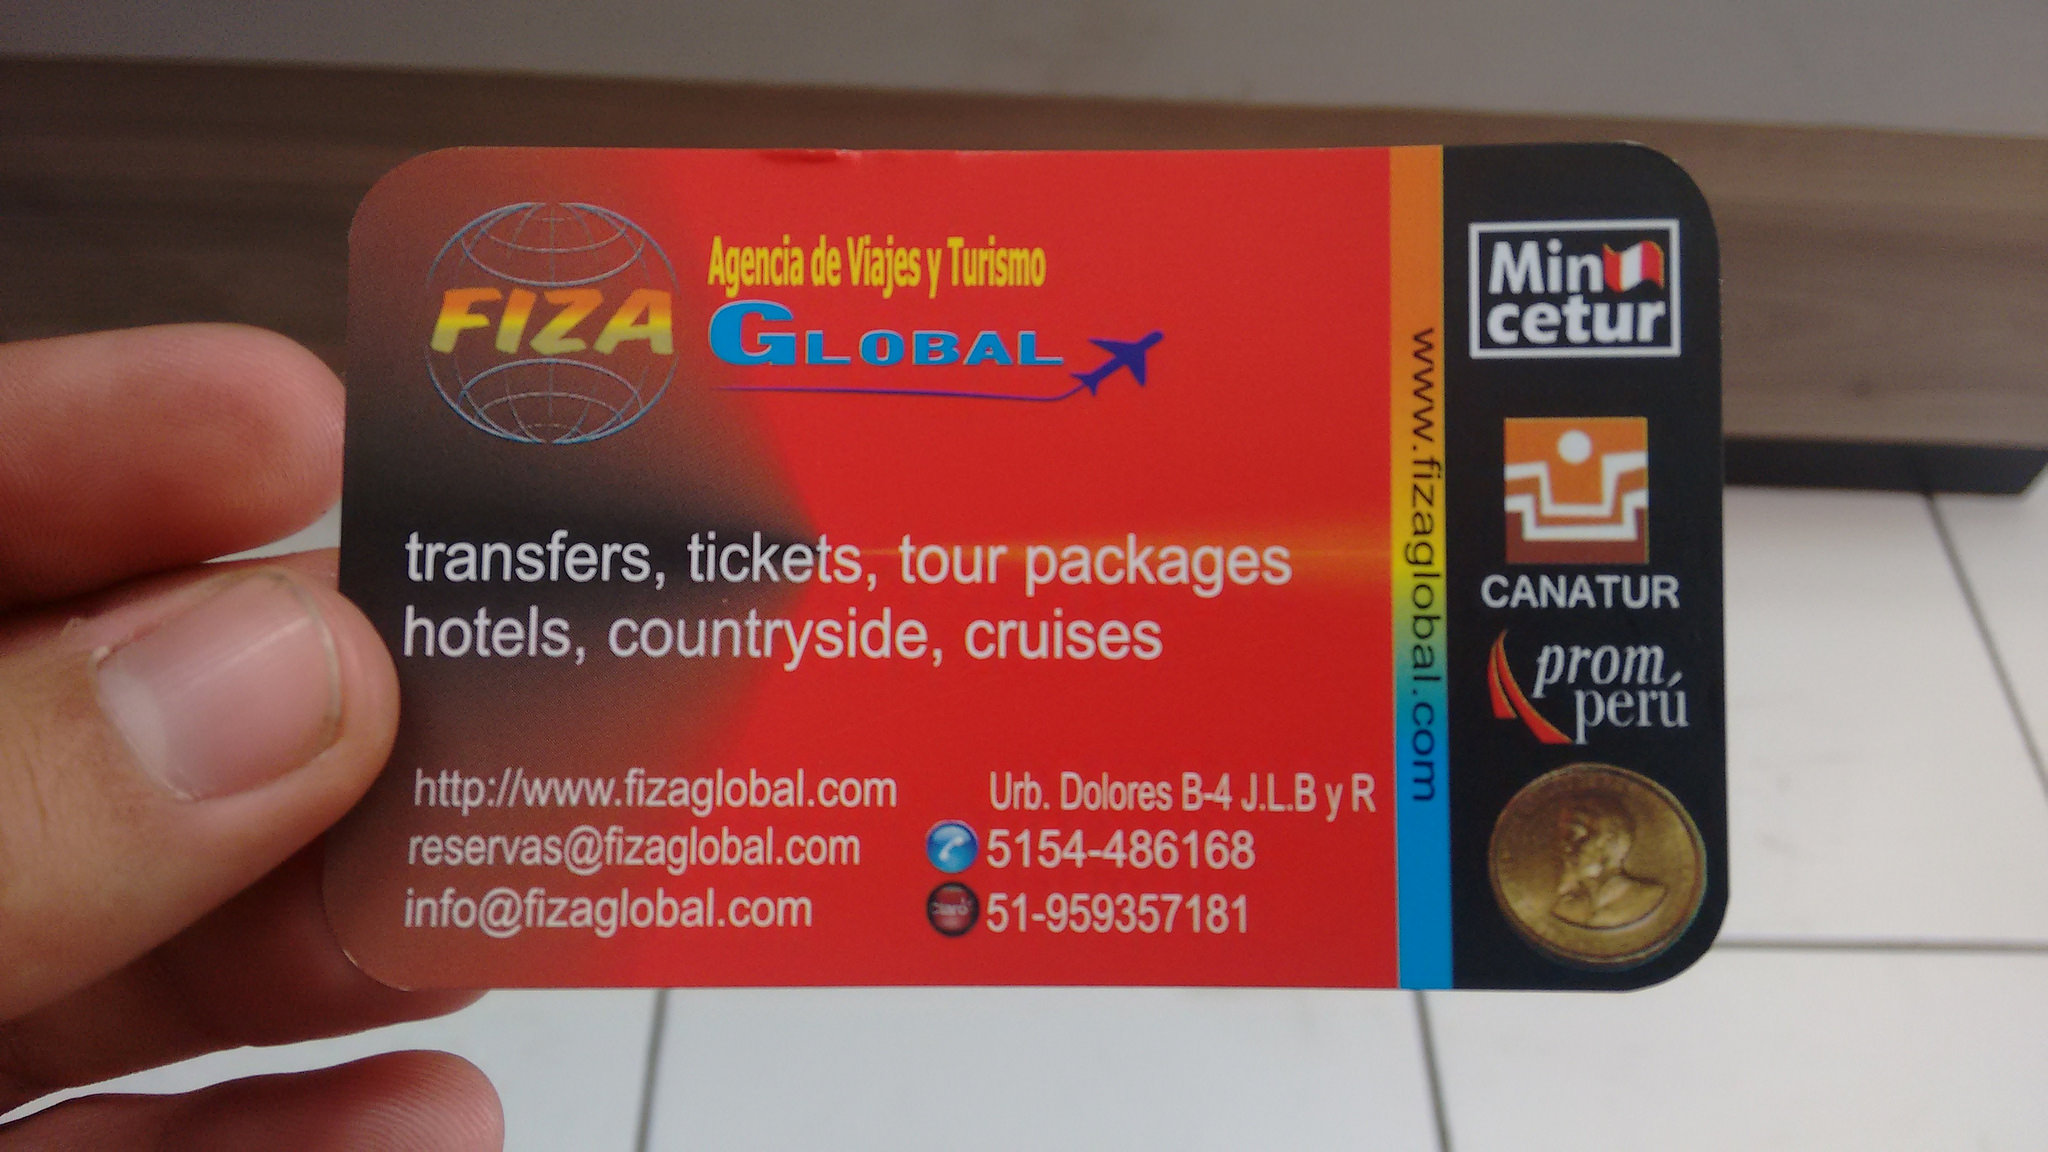 FIZA
Agencia de Viajes y Turismo
GLOBAL
transfers, tickets, tour packages
hotels, countryside, cruises
http://www.fizaglobal.com
reservas@fizaglobal.com
info@fizaglobal.com
Urb. Dolores B-4 J.L.B y R
5154-486168
claro
51-959357181
www.fizaglobal.com
Min
cetur
CANATUR
prom
perú